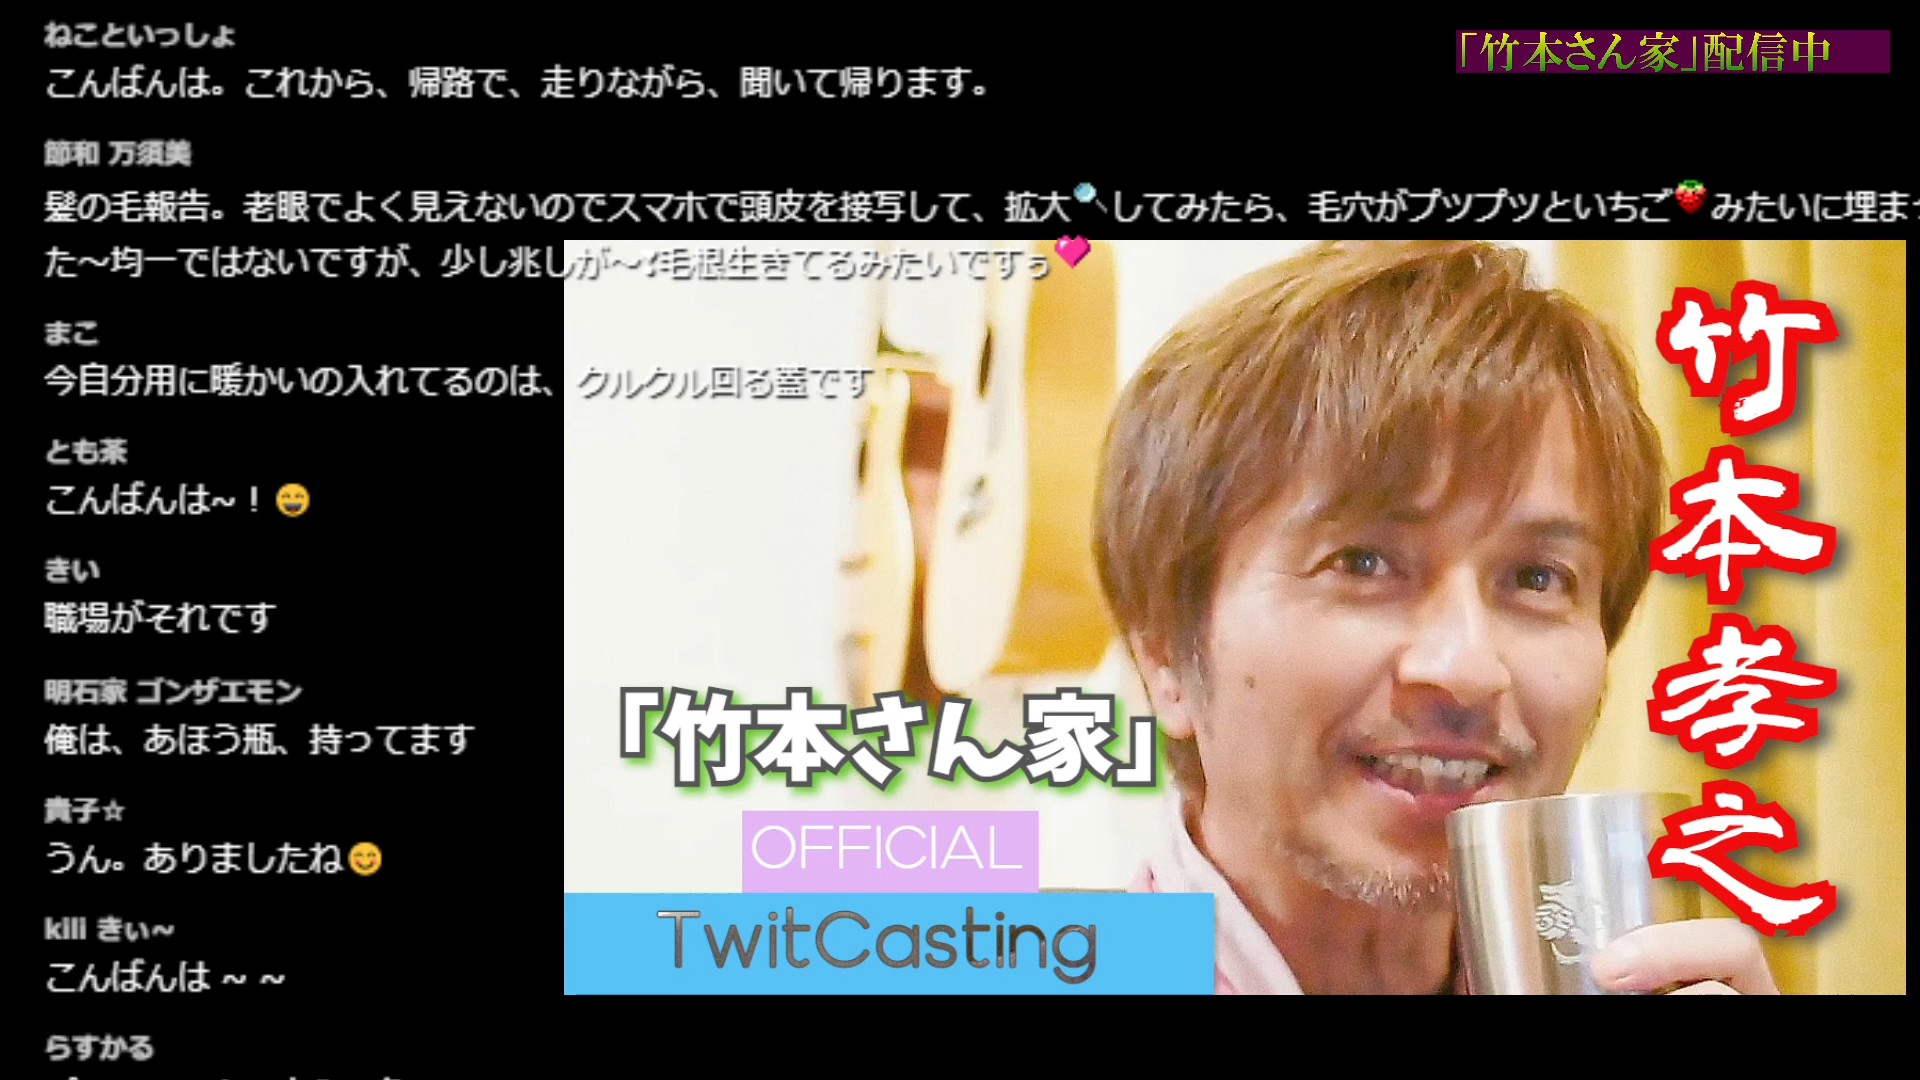 ねこといっしょ
こんばんは。これから、帰路で、走りながら、聞いて帰ります。
「竹本さん家」配信中
節和 万須美
髪の毛報告。老眼でよく見えないのでスマホで頭皮を接写して、拡大🔍してみたら、毛穴がプツプツといちご🍓みたいに埋まっ
た〜均一ではないですが、少し兆しが〜?毛根生きてるみたいですぅ💓
まこ
今自分用に暖かいの入れてるのは、クルクル回る蓋です
とも茶
こんばんは~！😄
きい
職場がそれです
明石家 ゴンザエモン
俺は、あほう瓶、持ってます
貴子☆
うん。ありましたね😊
kiii きぃ~
こんばんは ~ ~
らすかる
竹本孝之
「竹本さん家」
OFFICIAL
TwitCasting